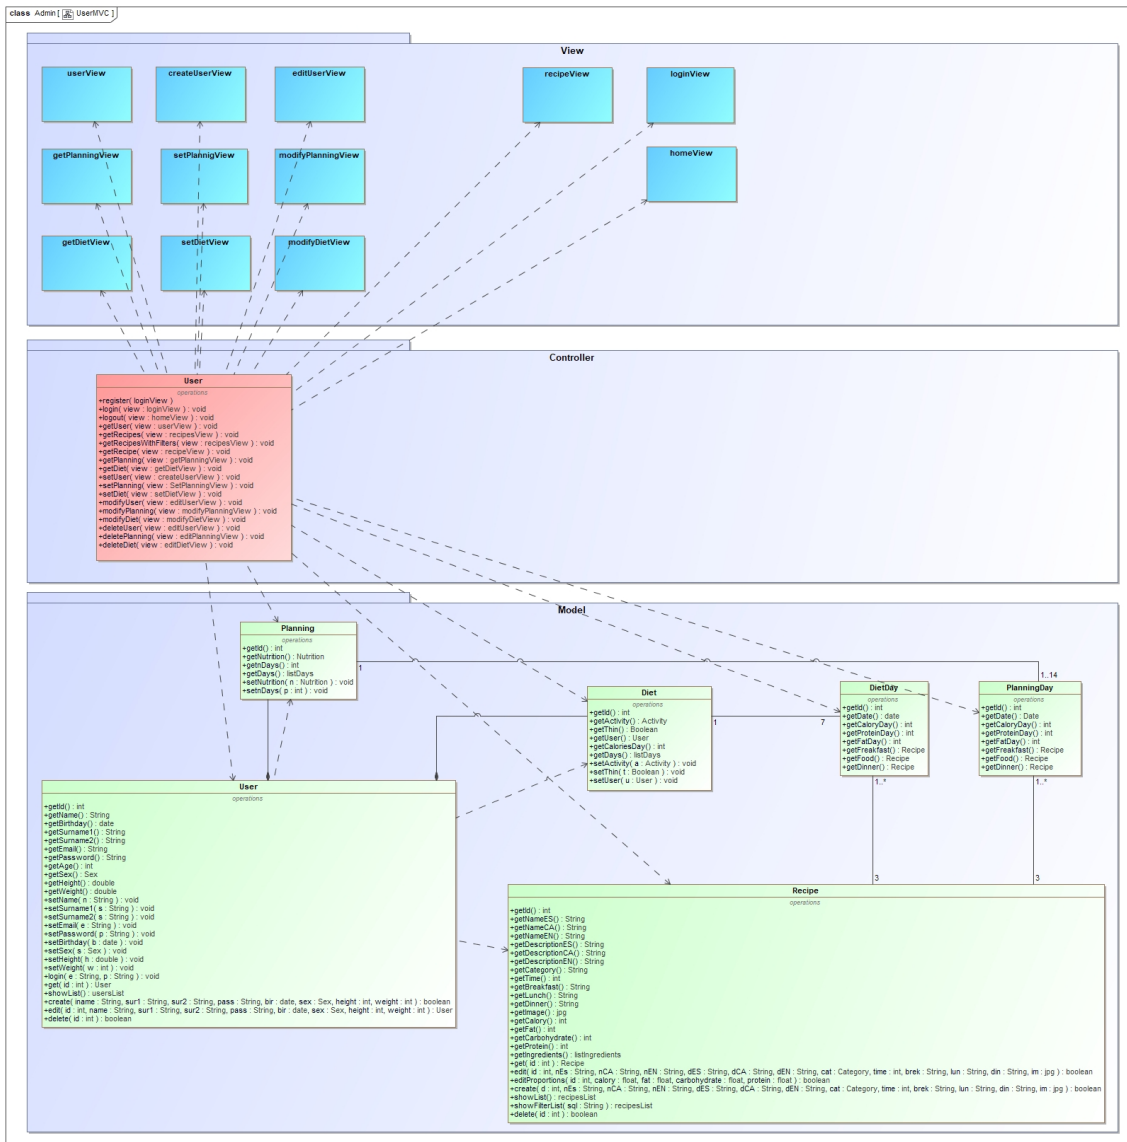 class Admin [ UserMVC ]
View
userView
createUserView
editUserView
recipeView
loginView
getPlanningView
setPlannigView
modifyPlanningView
homeView
getDietView
setDietView
modifyDietView
Controller
User
operations
+register( loginView )
+login( view : loginView ) : void
+logout( view : homeView ) : void
+getUser( view : userView ) : void
+getRecipes( view : recipesView ) : void
+getRecipesWithFilters( view : recipesView ) : void
+getRecipe( view : recipeView ) : void
+getPlanning( view : getPlanningView ) : void
+getDiet( view : getDietView ) : void
+setUser( view : createUserView ) : void
+setPlanning( view : SetPlanningView ) : void
+setDiet( view : setDietView ) : void
+modifyUser( view : editUserView ) : void
+modifyPlanning( view : modifyPlanningView ) : void
+modifyDiet( view : modifyDietView ) : void
+deleteUser( view : editUserView ) : void
+deletePlanning( view : editPlanningView ) : void
+deleteDiet( view : editDietView ) : void
Model
Planning
operations
+getId() : int
+getNutrition() : Nutrition
+getnDays() : int
+getDays() : listDays
+setNutrition( n : Nutrition ) : void
+setnDays( p : int ) : void
1
1..14
Diet
operations
+getId() : int
+getActivity() : Activity
+getThin() : Boolean
+getUser() : User
+getCaloriesDay() : int
+getDays() : listDays
+setActivity( a : Activity ) : void
+setThin( t : Boolean ) : void
+setUser( u : User ) : void
1
7
DietDay
operations
+getId() : int
+getDate() : date
+getCaloryDay() : int
+getProteinDay() : int
+getFatDay() : int
+getFreakfast() : Recipe
+getFood() : Recipe
+getDinner() : Recipe
1..*
3
PlanningDay
operations
+getId() : int
+getDate() : Date
+getCaloryDay() : int
+getProteinDay() : int
+getFatDay() : int
+getFreakfast() : Recipe
+getFood() : Recipe
+getDinner() : Recipe
1..*
3
User
operations
+getId() : int
+getName() : String
+getBirthday() : date
+getSurname1() : String
+getSurname2() : String
+getEmail() : String
+getPassword() : String
+getAge() : int
+getSex() : Sex
+getHeight() : double
+getWeight() : double
+setName( n : String ) : void
+setSurname1( s : String ) : void
+setSurname2( s : String ) : void
+setEmail( e : String ) : void
+setPassword( p : String ) : void
+setBirthday( b : date ) : void
+setSex( s : Sex ) : void
+setHeight( h : double ) : void
+setWeight( w : int ) : void
+login( e : String, p : String ) : void
+get( id : int ) : User
+showList() : usersList
+create( iname : String, sur1 : String, sur2 : String, pass : String, bir : date, sex : Sex, height : int, weight : int ) : boolean
+edit( id : int, name : String, sur1 : String, sur2 : String, pass : String, bir : date, sex : Sex, height : int, weight : int ) : User
+delete( id : int ) : boolean
Recipe
operations
+getId() : int
+getNameES() : String
+getNameCA() : String
+getNameEN() : String
+getDescriptionES() : String
+getDescriptionCA() : String
+getDescriptionEN() : String
+getCategory() : String
+getTime() : int
+getBreakfast() : String
+getLunch() : String
+getDinner() : String
+getImage() : jpg
+getCalory() : int
+getFat() : int
+getCarbohydrate() : int
+getProtein() : int
+getIngredients() : listIngredients
+get( id : int ) : Recipe
+edit( id : int, nEs : String, nCA : String, nEN : String, dES : String, dCA : String, dEN : String, cat : Category, time : int, brek : String, lun : String, din : String, im : jpg ) : boolean
+editProportions( id : int, calory : float, fat : float, carbohydrate : float, protein : float ) : boolean
+create( d : int, nEs : String, nCA : String, nEN : String, dES : String, dCA : String, dEN : String, cat : Category, time : int, brek : String, lun : String, din : String, im : jpg ) : boolean
+showList() : recipesList
+showFilterList( sql : String ) : recipesList
+delete( id : int ) : boolean